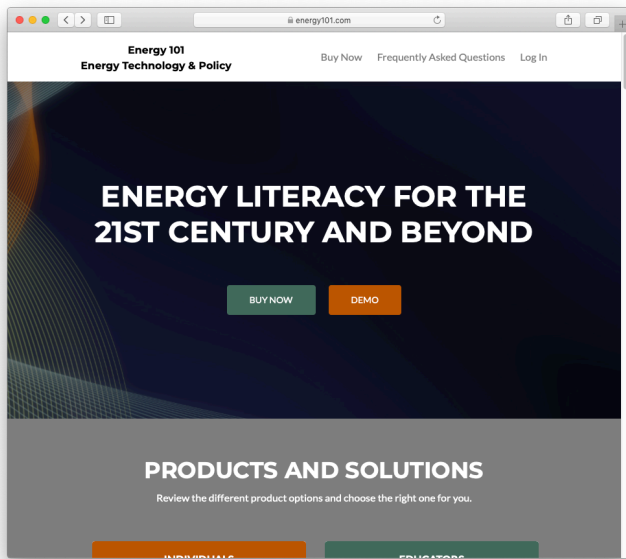 energy101.com
Energy 101
Energy Technology & Policy
Buy Now Frequently Asked Questions Log In
ENERGY LITERACY FOR THE
21ST CENTURY AND BEYOND
BUY NOW DEMO
PRODUCTS AND SOLUTIONS
Review the different product options and choose the right one for you.
INDIVIDUALS EDUCATORS